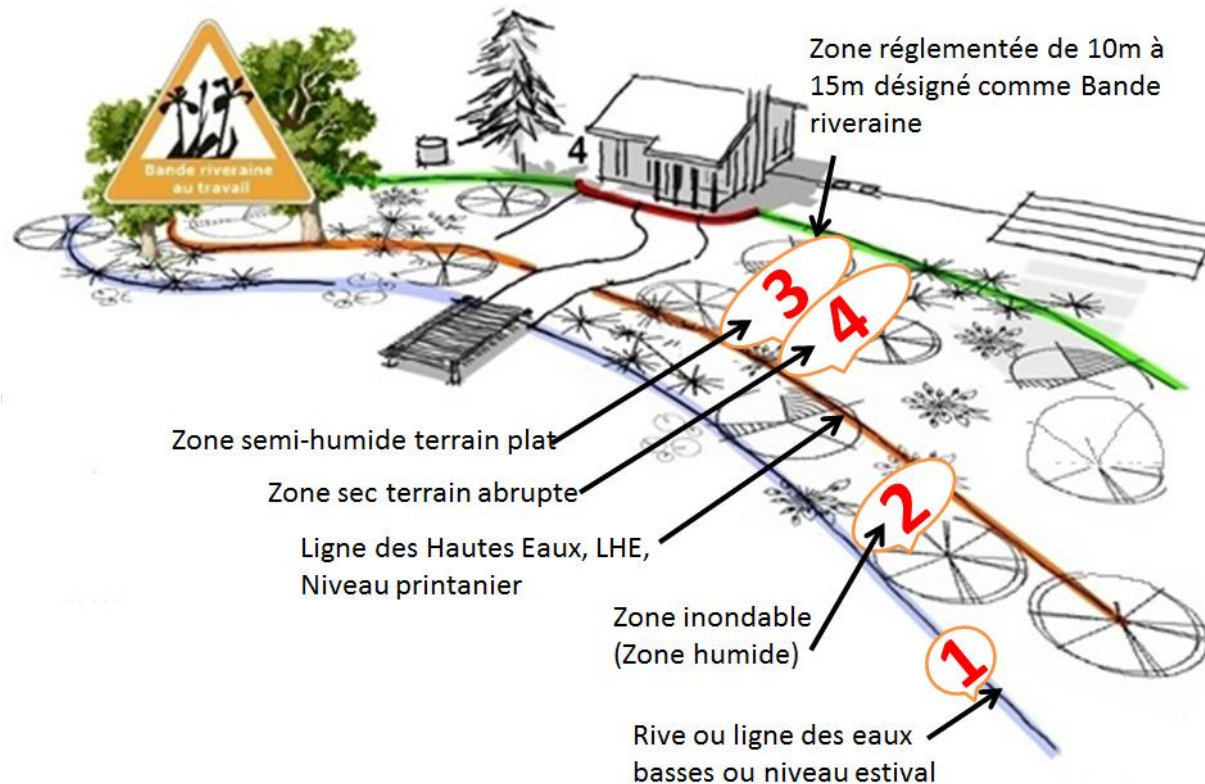 Zone réglementée de 10m à
15m désigné comme Bande
riveraine
Bande riveraine
au travail
4
3
4
Zone semi-humide terrain plat
Zone sec terrain abrupte
2
Ligne des Hautes Eaux, LHE,
Niveau printanier
Zone inondable
(Zone humide)
1
Rive ou ligne des eaux
basses ou niveau estival